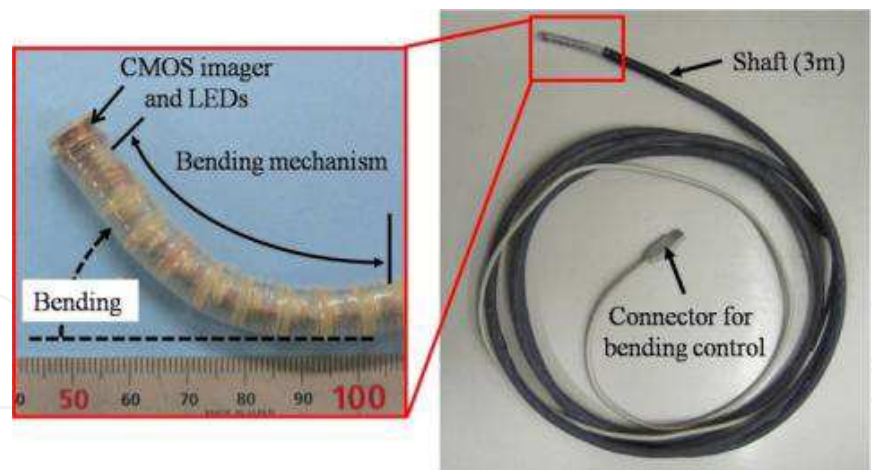 CMOS imager
and LEDs
Bending mechanism
Bending
50 60 70 80 90 100
Shaft (3m)
Connector for
bending control